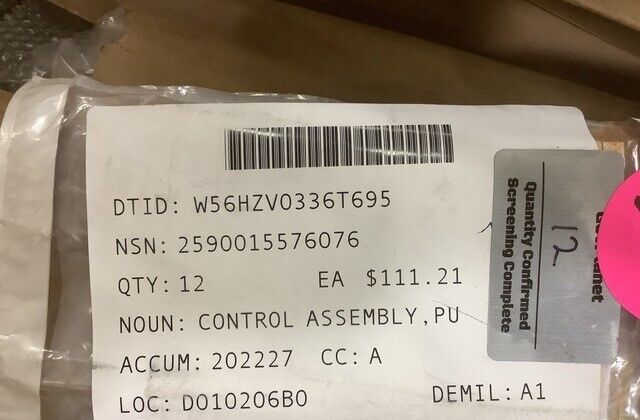 DTID: W56HZV0336T695
NSN: 2590015576076
QTY: 12 EA $111.21
NOUN: CONTROL ASSEMBLY,PU
ACCUM: 202227 CC: A
LOC: D010206B0 DEMIL: A1
12
Quantity Confirmed
Screening Complete